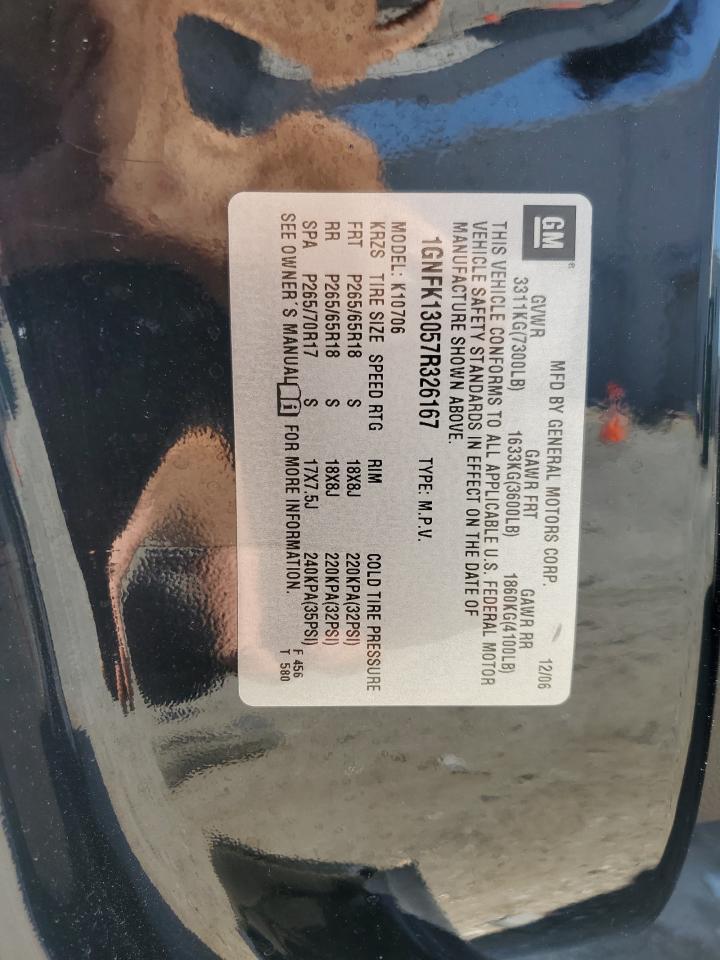 GM®
MFD BY GENERAL MOTORS CORP. 12/06
GVWR GAWR FRT GAWR RR
3311KG(7300LB) 1633KG(3600LB) 1860KG(4100LB)
THIS VEHICLE CONFORMS TO ALL APPLICABLE U.S. FEDERAL MOTOR
VEHICLE SAFETY STANDARDS IN EFFECT ON THE DATE OF
MANUFACTURE SHOWN ABOVE.
1GNFK13057R326167 TYPE: M.P.V.
MODEL: K10706
KRZS TIRE SIZE SPEED RTG RIM COLD TIRE PRESSURE
FRT P265/65R18 S 18X8J 220KPA(32PSI)
RR P265/65R18 S 18X8J 220KPA(32PSI)
SPA P265/70R17 S 17X7.5J 240KPA(35PSI)
SEE OWNER'S MANUAL i FOR MORE INFORMATION.
F 456
T 580